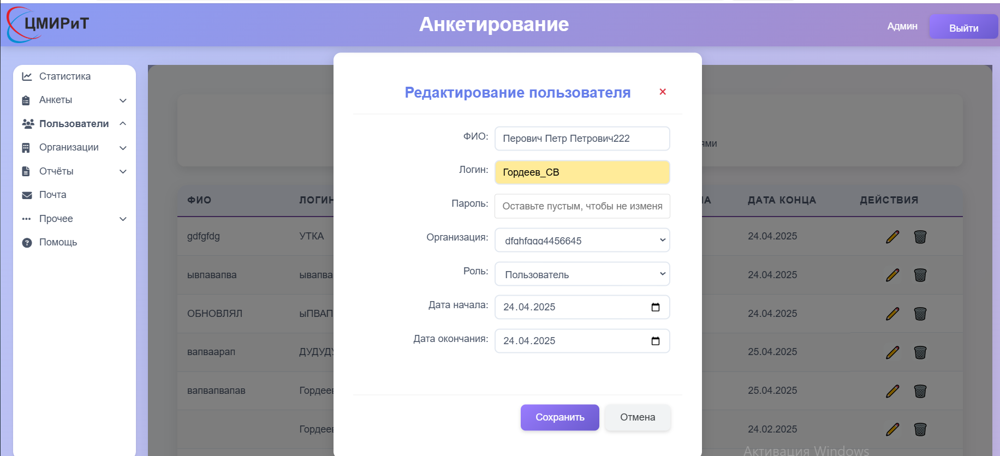 ЦМИРиТ
Анкетирование
Админ
Выйти
Статистика
Анкеты
Пользователи
Организации
Отчёты
Почта
Прочее
Помощь
Редактирование пользователя
ФИО: Перович Петр Петрович222
Логин: Гордеев_СВ
Пароль: Оставьте пустым, чтобы не изменя
Организация: dfghfggg4456645
Роль: Пользователь
Дата начала: 24.04.2025
Дата окончания: 24.04.2025
Сохранить Отмена
ями
ФИО ЛОГИН ДАТА КОНЦА ДЕЙСТВИЯ
gdfgfdg УТКА 24.04.2025
ывпавапва ывапва 24.04.2025
ОБНОВЛЯЛ ыПВАП 24.04.2025
вапваарап ДУДУДУ 25.04.2025
вапвапвапав Гордеев 25.04.2025
Гордеев 24.02.2025
Активация Windows